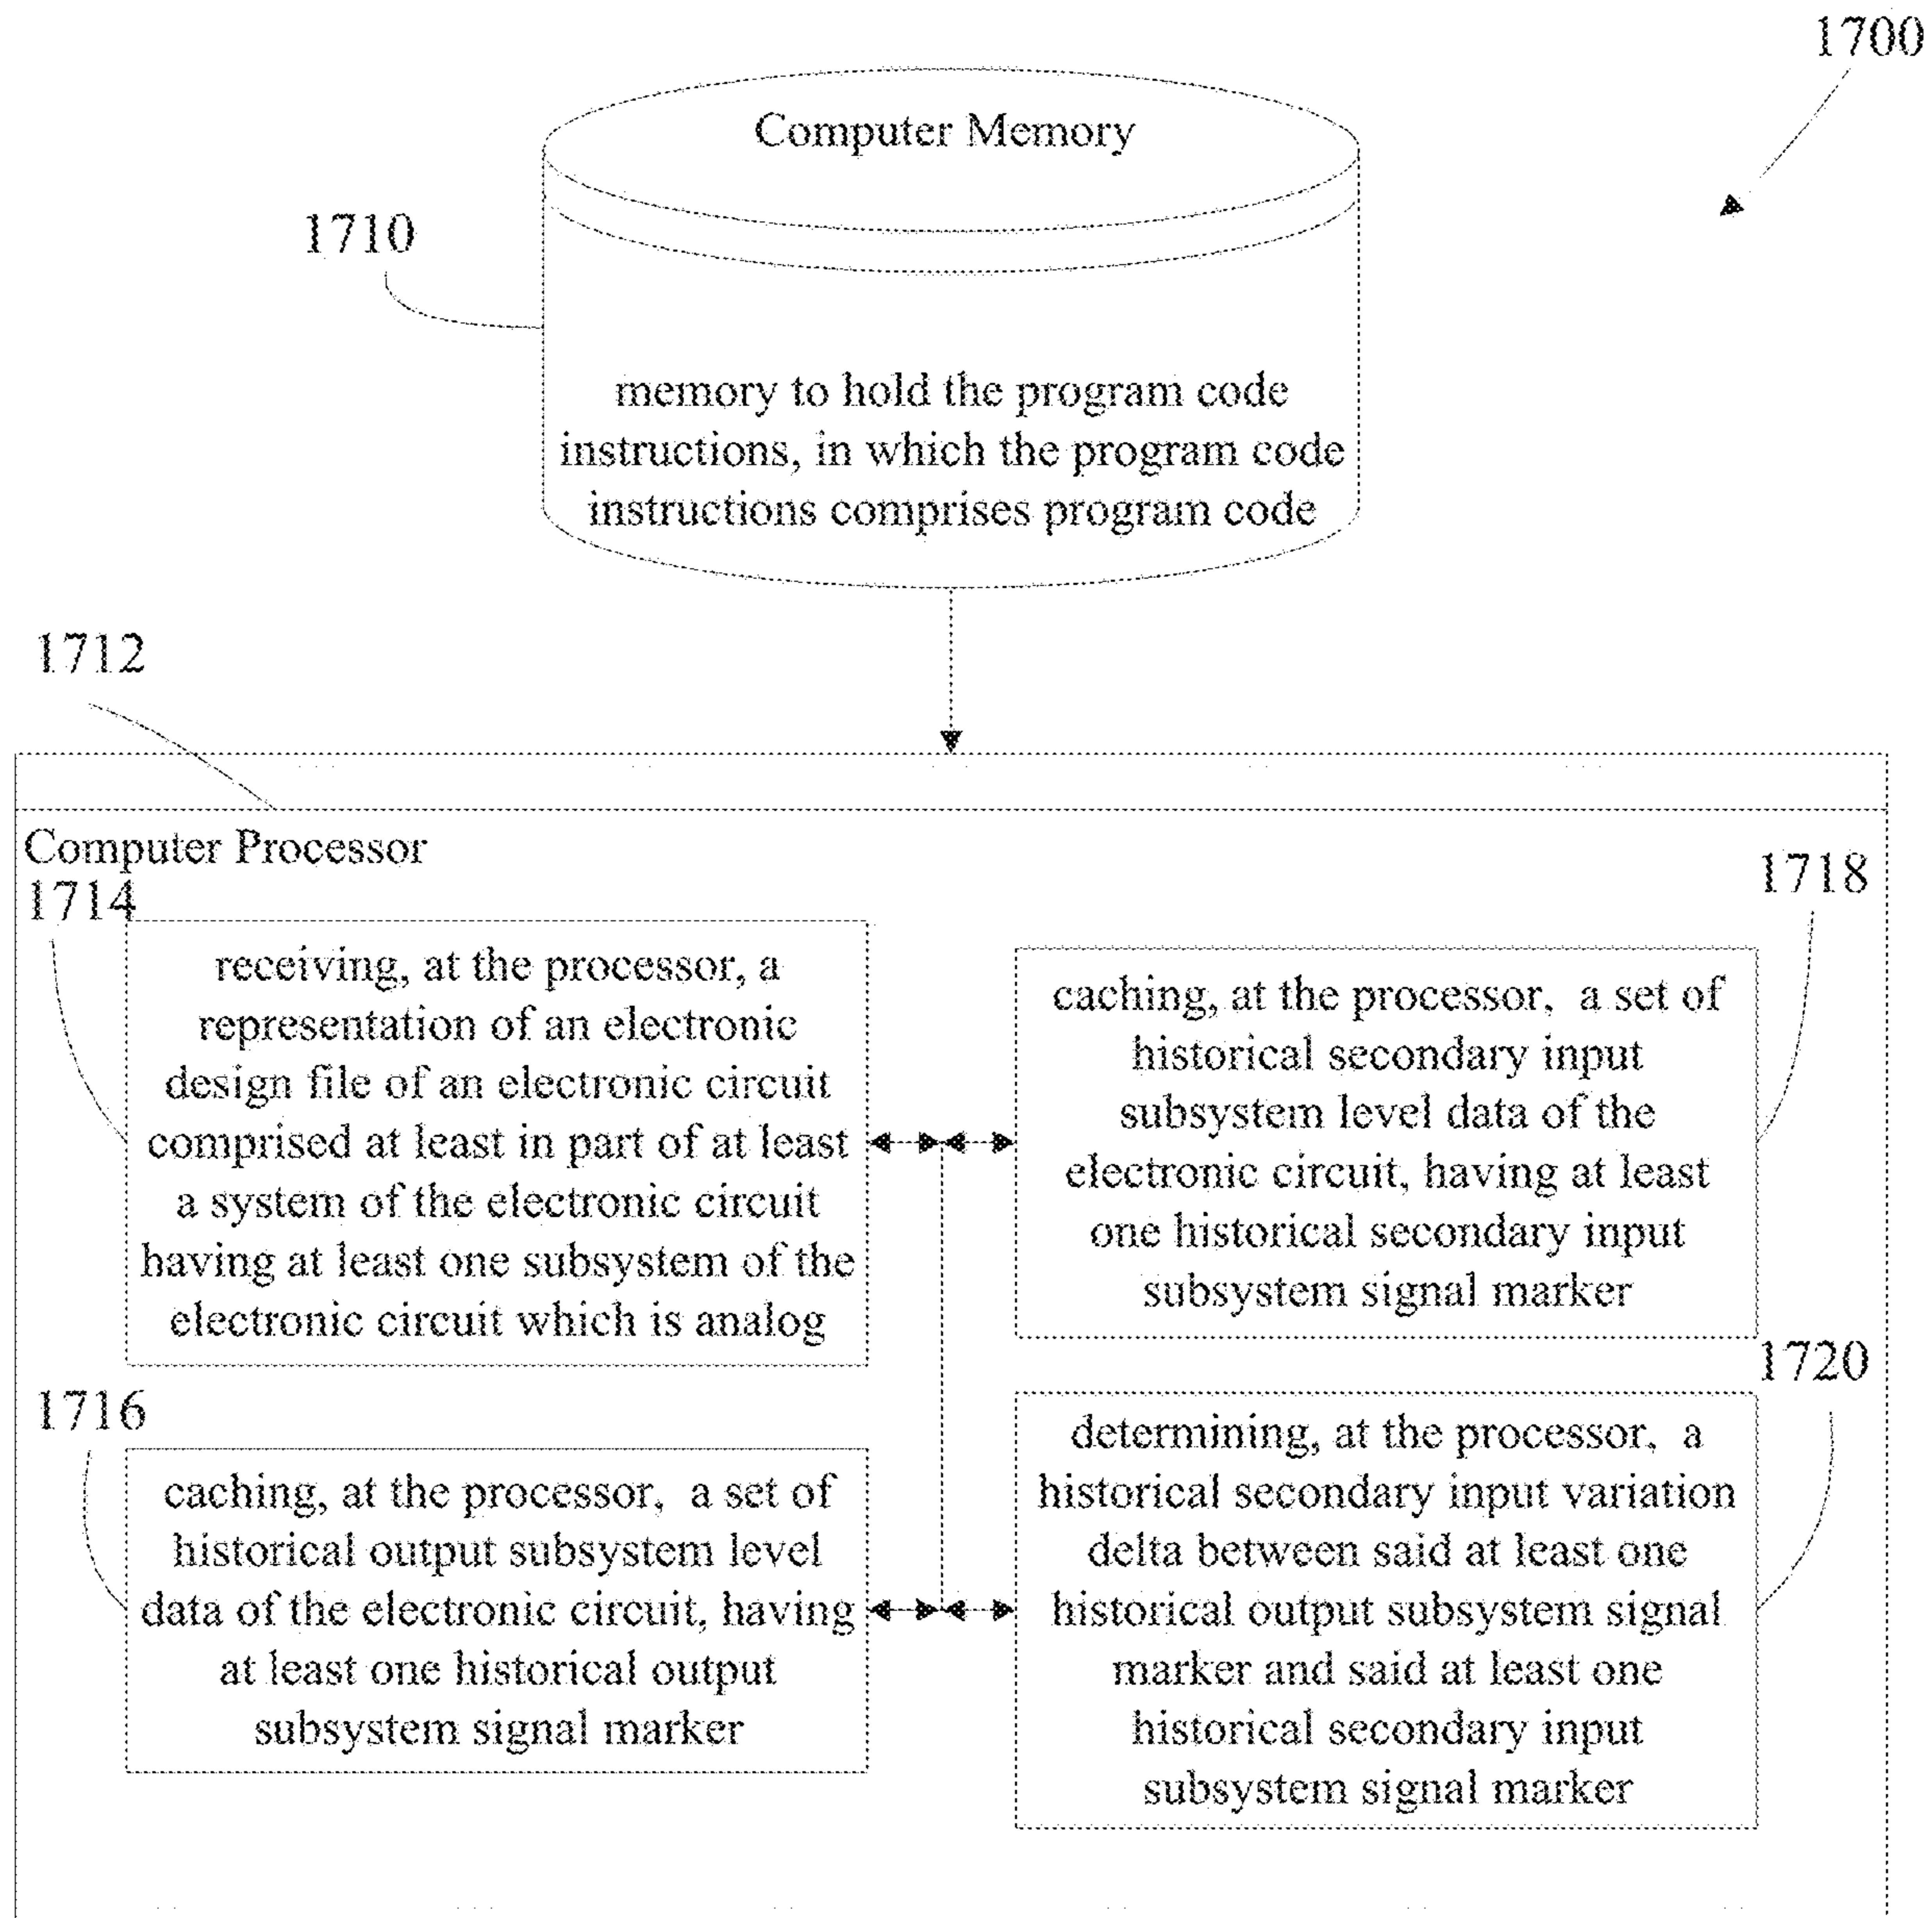 1700
Computer Memory
1710
memory to hold the program code
instructions, in which the program code
instructions comprises program code
1712
Computer Processor
1714
receiving, at the processor, a
representation of an electronic
design file of an electronic circuit
comprised at least in part of at least
a system of the electronic circuit
having at least one subsystem of the
electronic circuit which is analog
1718
caching, at the processor, a set of
historical secondary input
subsystem level data of the
electronic circuit, having at least
one historical secondary input
subsystem signal marker
1716
caching, at the processor, a set of
historical output subsystem level
data of the electronic circuit, having
at least one historical output
subsystem signal marker
1720
determining, at the processor, a
historical secondary input variation
delta between said at least one
historical output subsystem signal
marker and said at least one
historical secondary input
subsystem signal marker